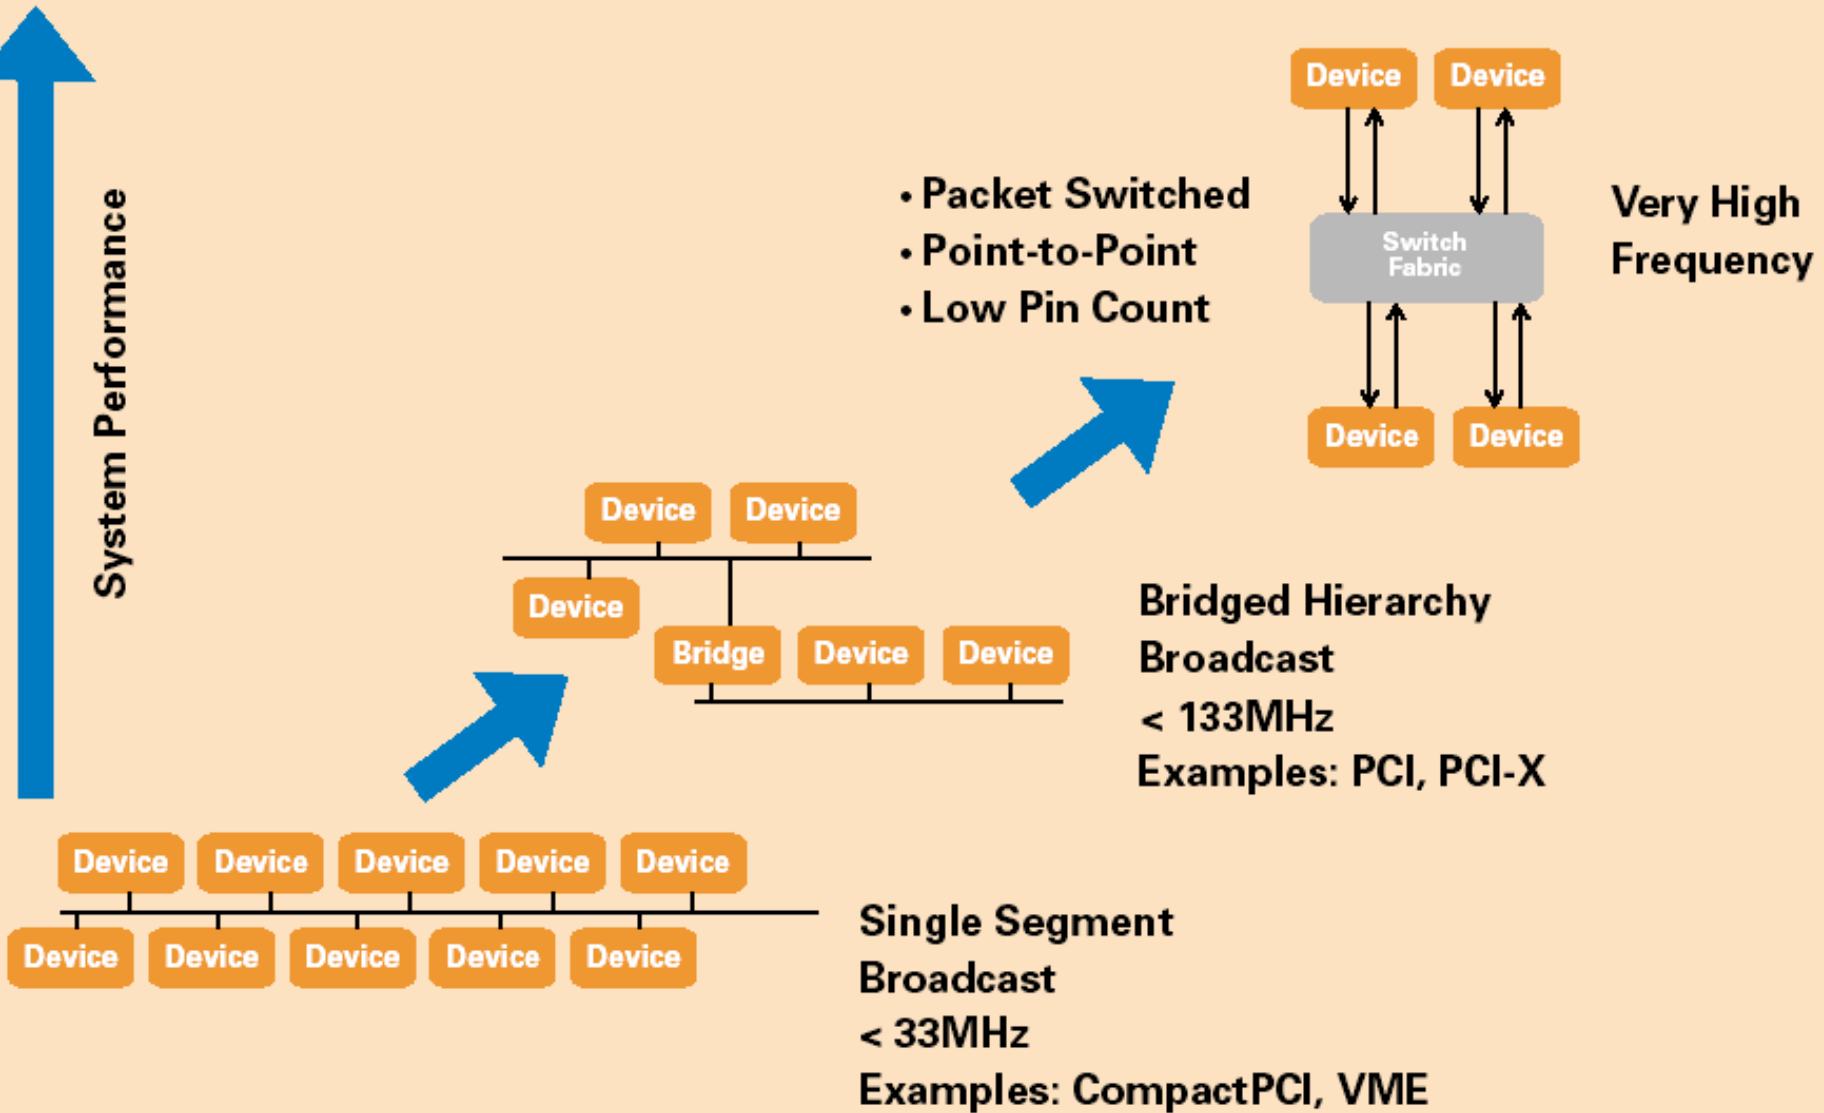 System Performance
Device Device
• Packet Switched
• Point-to-Point
• Low Pin Count
Switch
Fabric
Very High
Frequency
Device Device
Device Device
Device
Bridge Device Device
Bridged Hierarchy
Broadcast
< 133MHz
Examples: PCI, PCI-X
Device Device Device Device Device
Device Device Device Device Device
Single Segment
Broadcast
< 33MHz
Examples: CompactPCI, VME